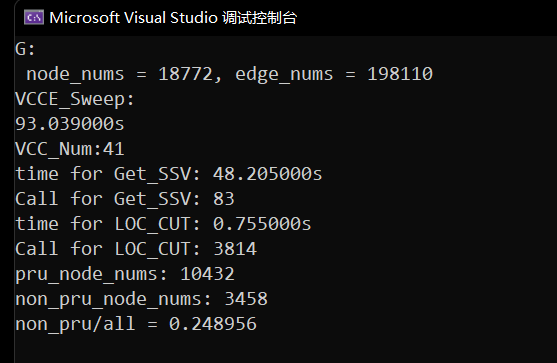 Microsoft Visual Studio 调试控制台
G:
 node_nums = 18772, edge_nums = 198110
VCCE_Sweep:
93.039000s
VCC_Num:41
time for Get_SSV: 48.205000s
Call for Get_SSV: 83
time for LOC_CUT: 0.755000s
Call for LOC_CUT: 3814
pru_node_nums: 10432
non_pru_node_nums: 3458
non_pru/all = 0.248956